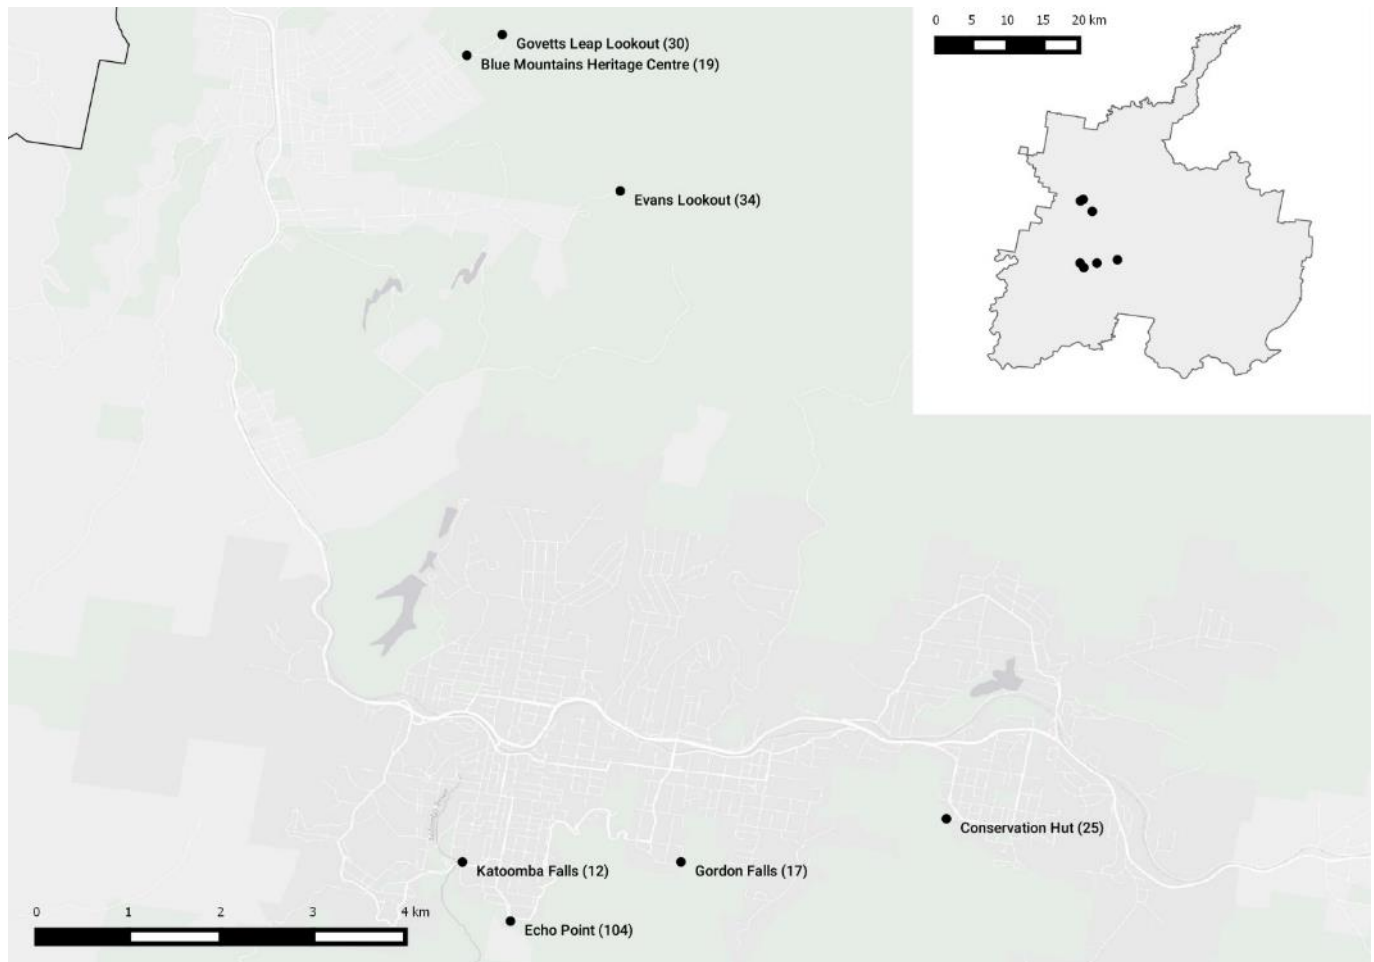 0 5 10 15 20 km
Govetts Leap Lookout (30)
Blue Mountains Heritage Centre (19)
Evans Lookout (34)
Conservation Hut (25)
Katoomba Falls (12)
Gordon Falls (17)
0 1 2 3 4 km
Echo Point (104)